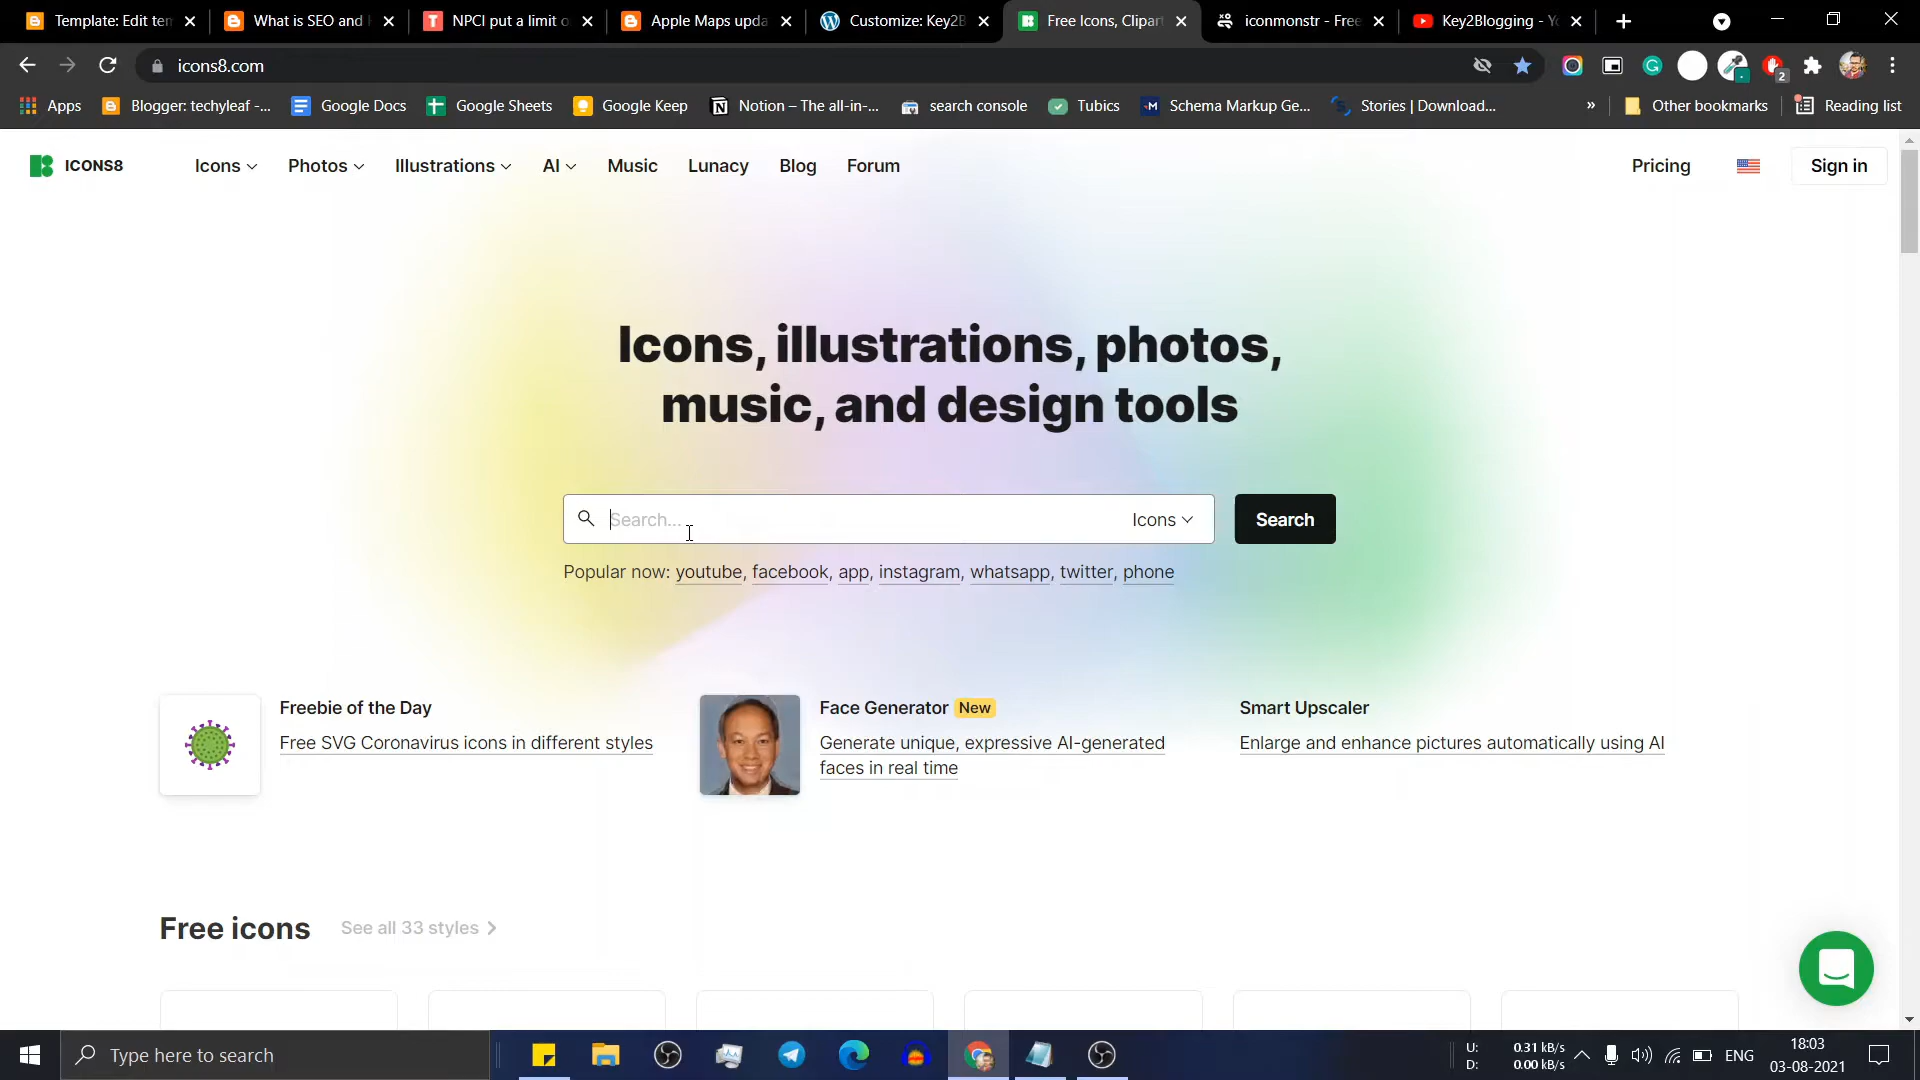 Template: Edit tem
What is SEO and
NPCI put a limit o
Apple Maps upda
Customize: Key2B
Free Icons, Clipart
iconmonstr - Free
Key2Blogging - Yo
icons8.com
2
Apps
Blogger: techyleaf -...
Google Docs
Google Sheets
Google Keep
Notion – The all-in-...
search console
Tubics
Schema Markup Ge...
Stories | Download...
»
Other bookmarks
Reading list
ICONS8
Icons
Photos
Illustrations
AI
Music
Lunacy
Blog
Forum
Pricing
Sign in
Icons, illustrations, photos,
music, and design tools
Search...
Icons
Search
Popular now: youtube, facebook, app, instagram, whatsapp, twitter, phone
Freebie of the Day
Free SVG Coronavirus icons in different styles
Face Generator New
Generate unique, expressive AI-generated
faces in real time
Smart Upscaler
Enlarge and enhance pictures automatically using AI
Free icons
See all 33 styles
Type here to search
U: 0.31 kB/s
D: 0.00 kB/s
ENG
18:03
03-08-2021